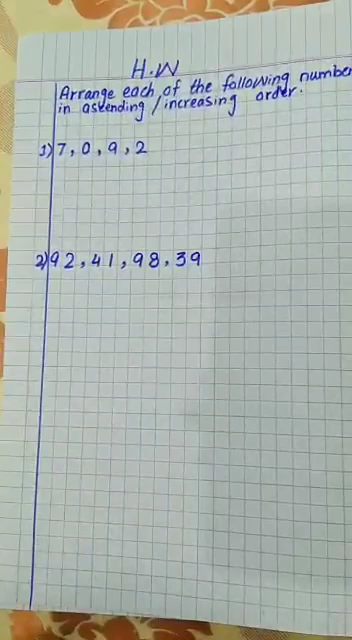 H.W
Arrange each of the following number
in asending/increasing order.
1) 7, 0, 9, 2
2) 92, 41, 98, 39